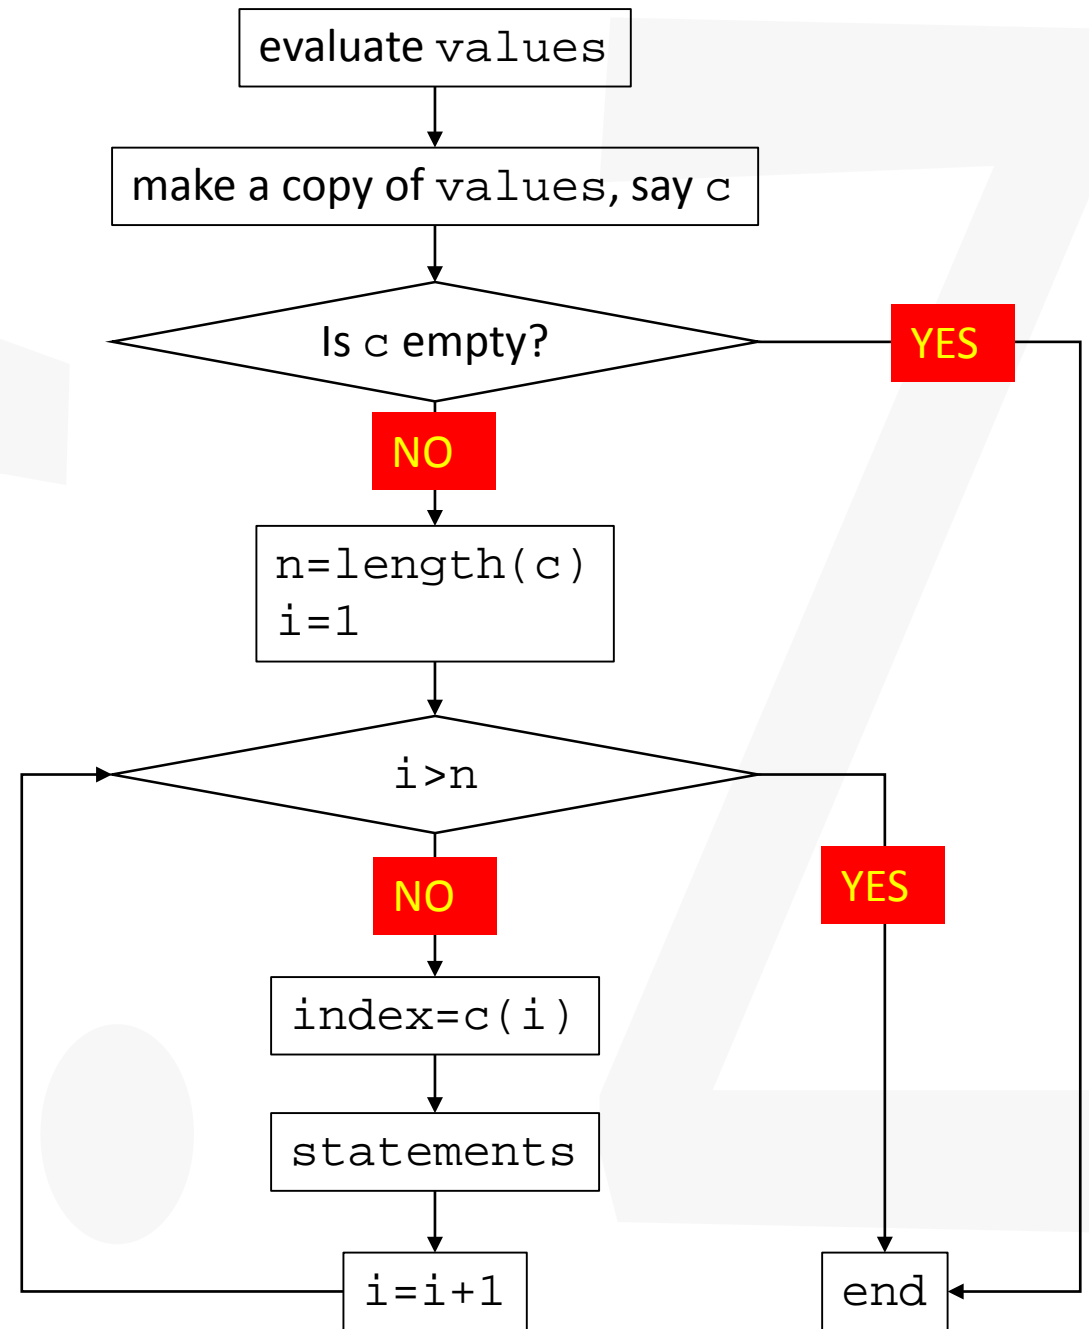 evaluate values
make a copy of values, say c
Is c empty?
YES
NO
n=length(c)
i=1
i>n
NO
YES
index=c(i)
statements
i=i+1
end